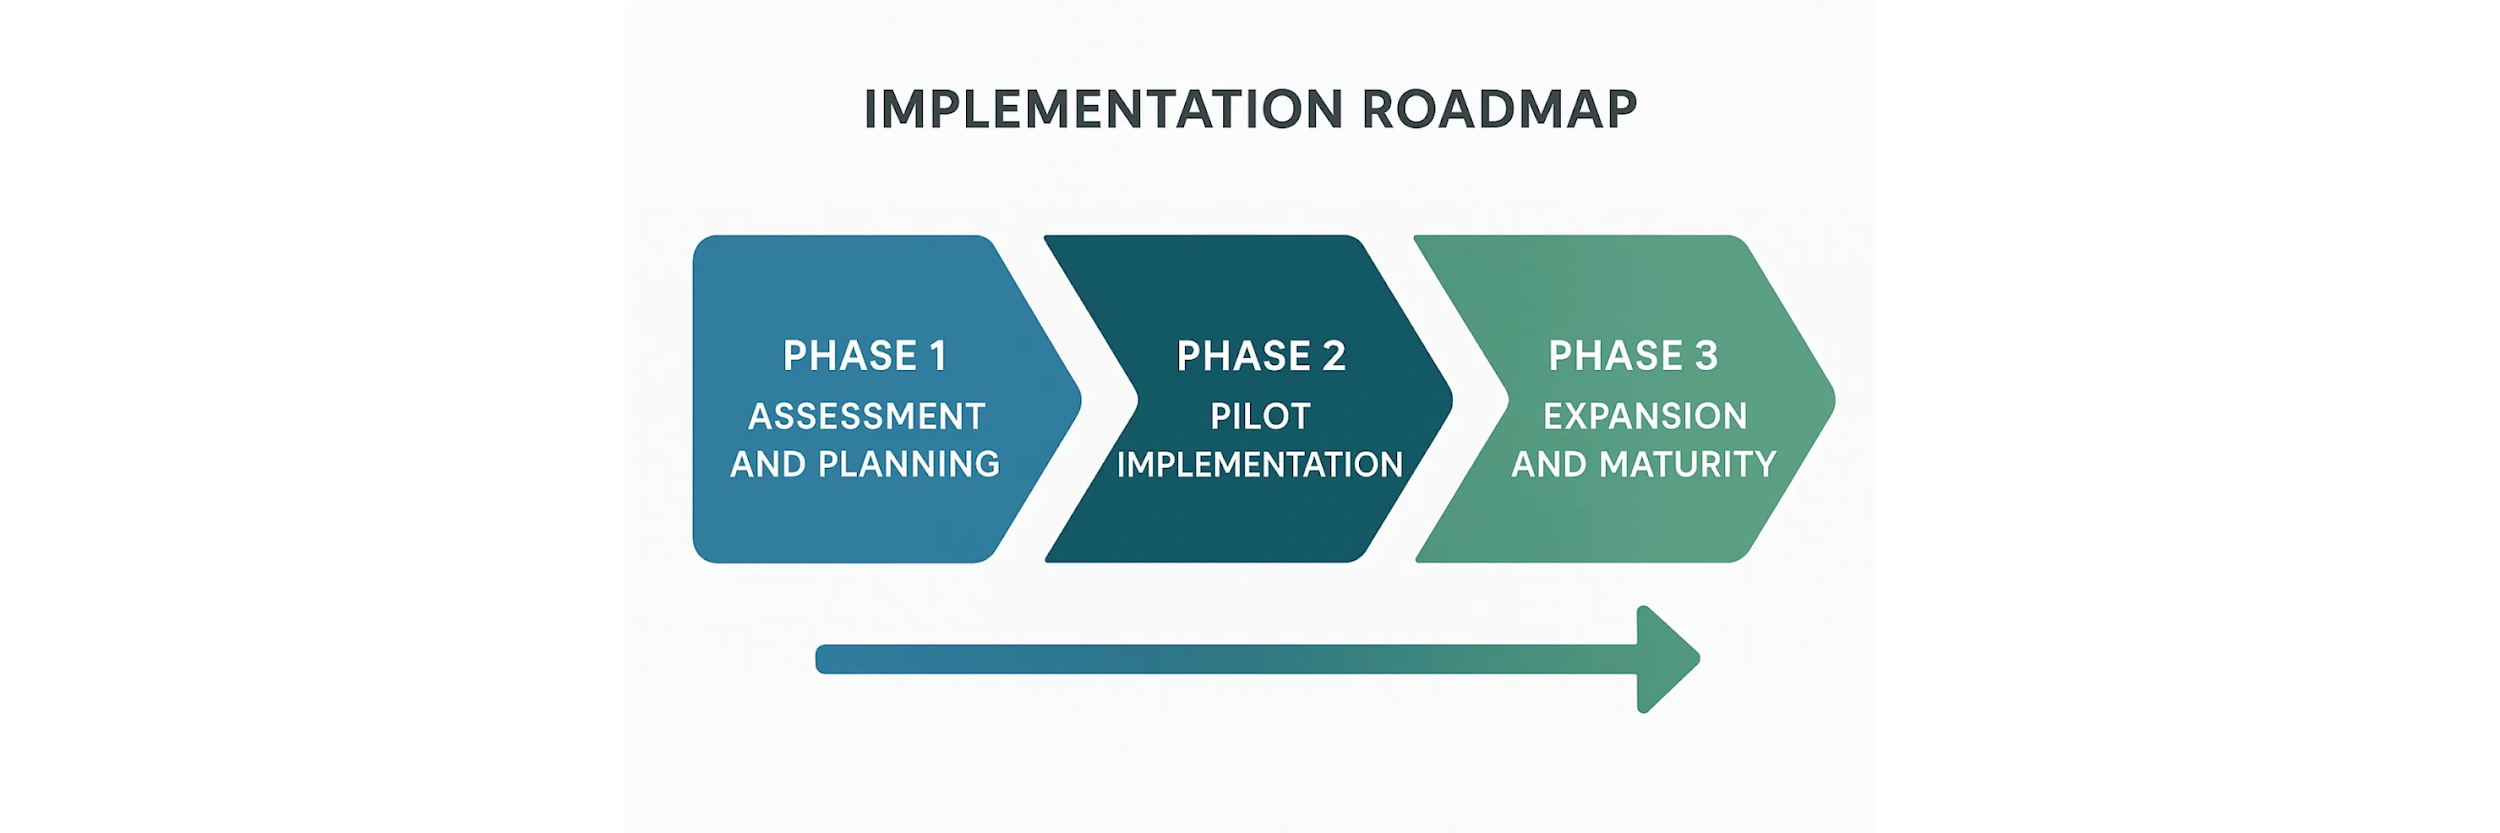 IMPLEMENTATION ROADMAP
PHASE 1
ASSESSMENT
AND PLANNING
PHASE 2
PILOT
IMPLEMENTATION
PHASE 3
EXPANSION
AND MATURITY